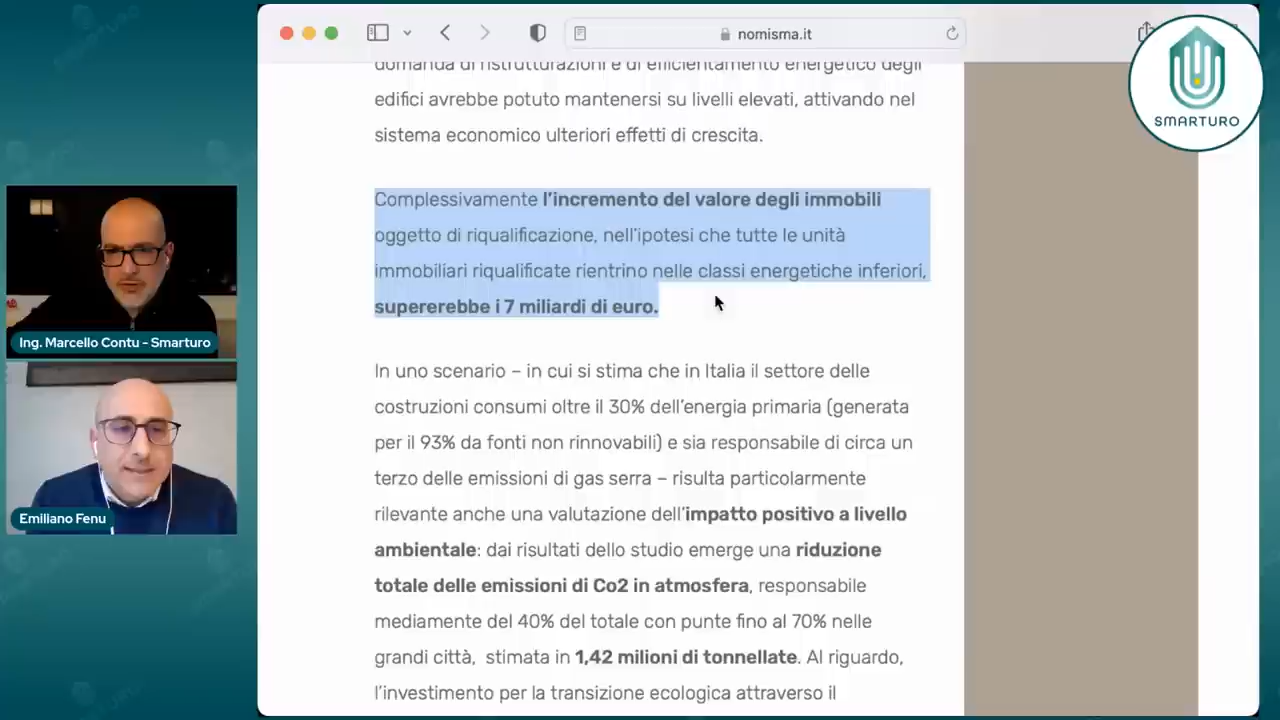 nomisma.it
SMARTURO
domanda di ristrutturazioni e di efficientamento energetico degli
edifici avrebbe potuto mantenersi su livelli elevati, attivando nel
sistema economico ulteriori effetti di crescita.
Complessivamente l'incremento del valore degli immobili
oggetto di riqualificazione, nell'ipotesi che tutte le unità
immobiliari riqualificate rientrino nelle classi energetiche inferiori,
supererebbe i 7 miliardi di euro.
Ing. Marcello Contu - Smarturo
Emiliano Fenu
In uno scenario – in cui si stima che in Italia il settore delle
costruzioni consumi oltre il 30% dell'energia primaria (generata
per il 93% da fonti non rinnovabili) e sia responsabile di circa un
terzo delle emissioni di gas serra – risulta particolarmente
rilevante anche una valutazione dell'impatto positivo a livello
ambientale: dai risultati dello studio emerge una riduzione
totale delle emissioni di Co2 in atmosfera, responsabile
mediamente del 40% del totale con punte fino al 70% nelle
grandi città, stimata in 1,42 milioni di tonnellate. Al riguardo,
l'investimento per la transizione ecologica attraverso il